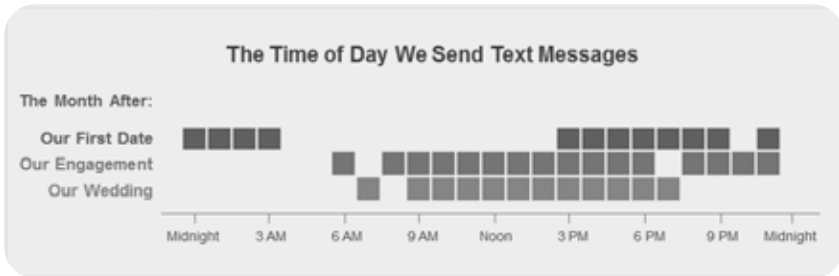 The Time of Day We Send Text Messages
The Month After:
Our First Date
Our Engagement
Our Wedding
Midnight 3 AM 6 AM 9 AM Noon 3 PM 6 PM 9 PM Midnight